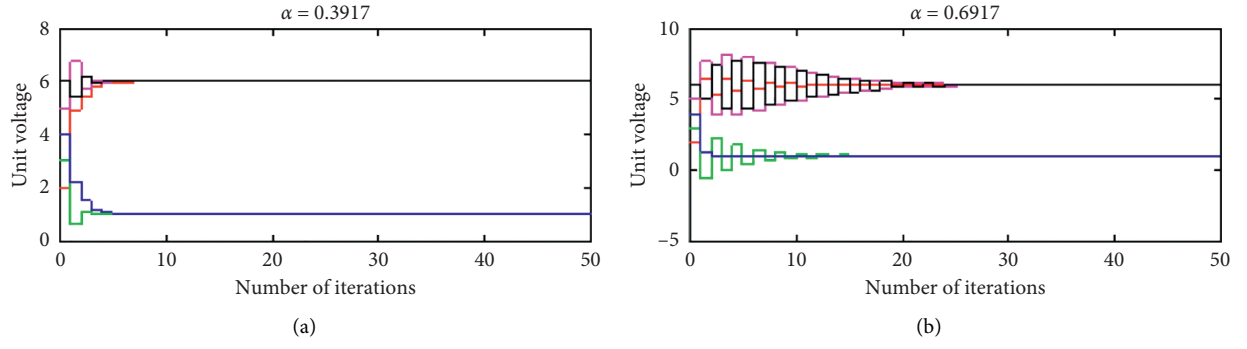 α = 0.3917
8
6
4
2
0
Unit voltage
0 10 20 30 40 50
Number of iterations
(a)
α = 0.6917
10
5
0
−5
Unit voltage
0 10 20 30 40 50
Number of iterations
(b)